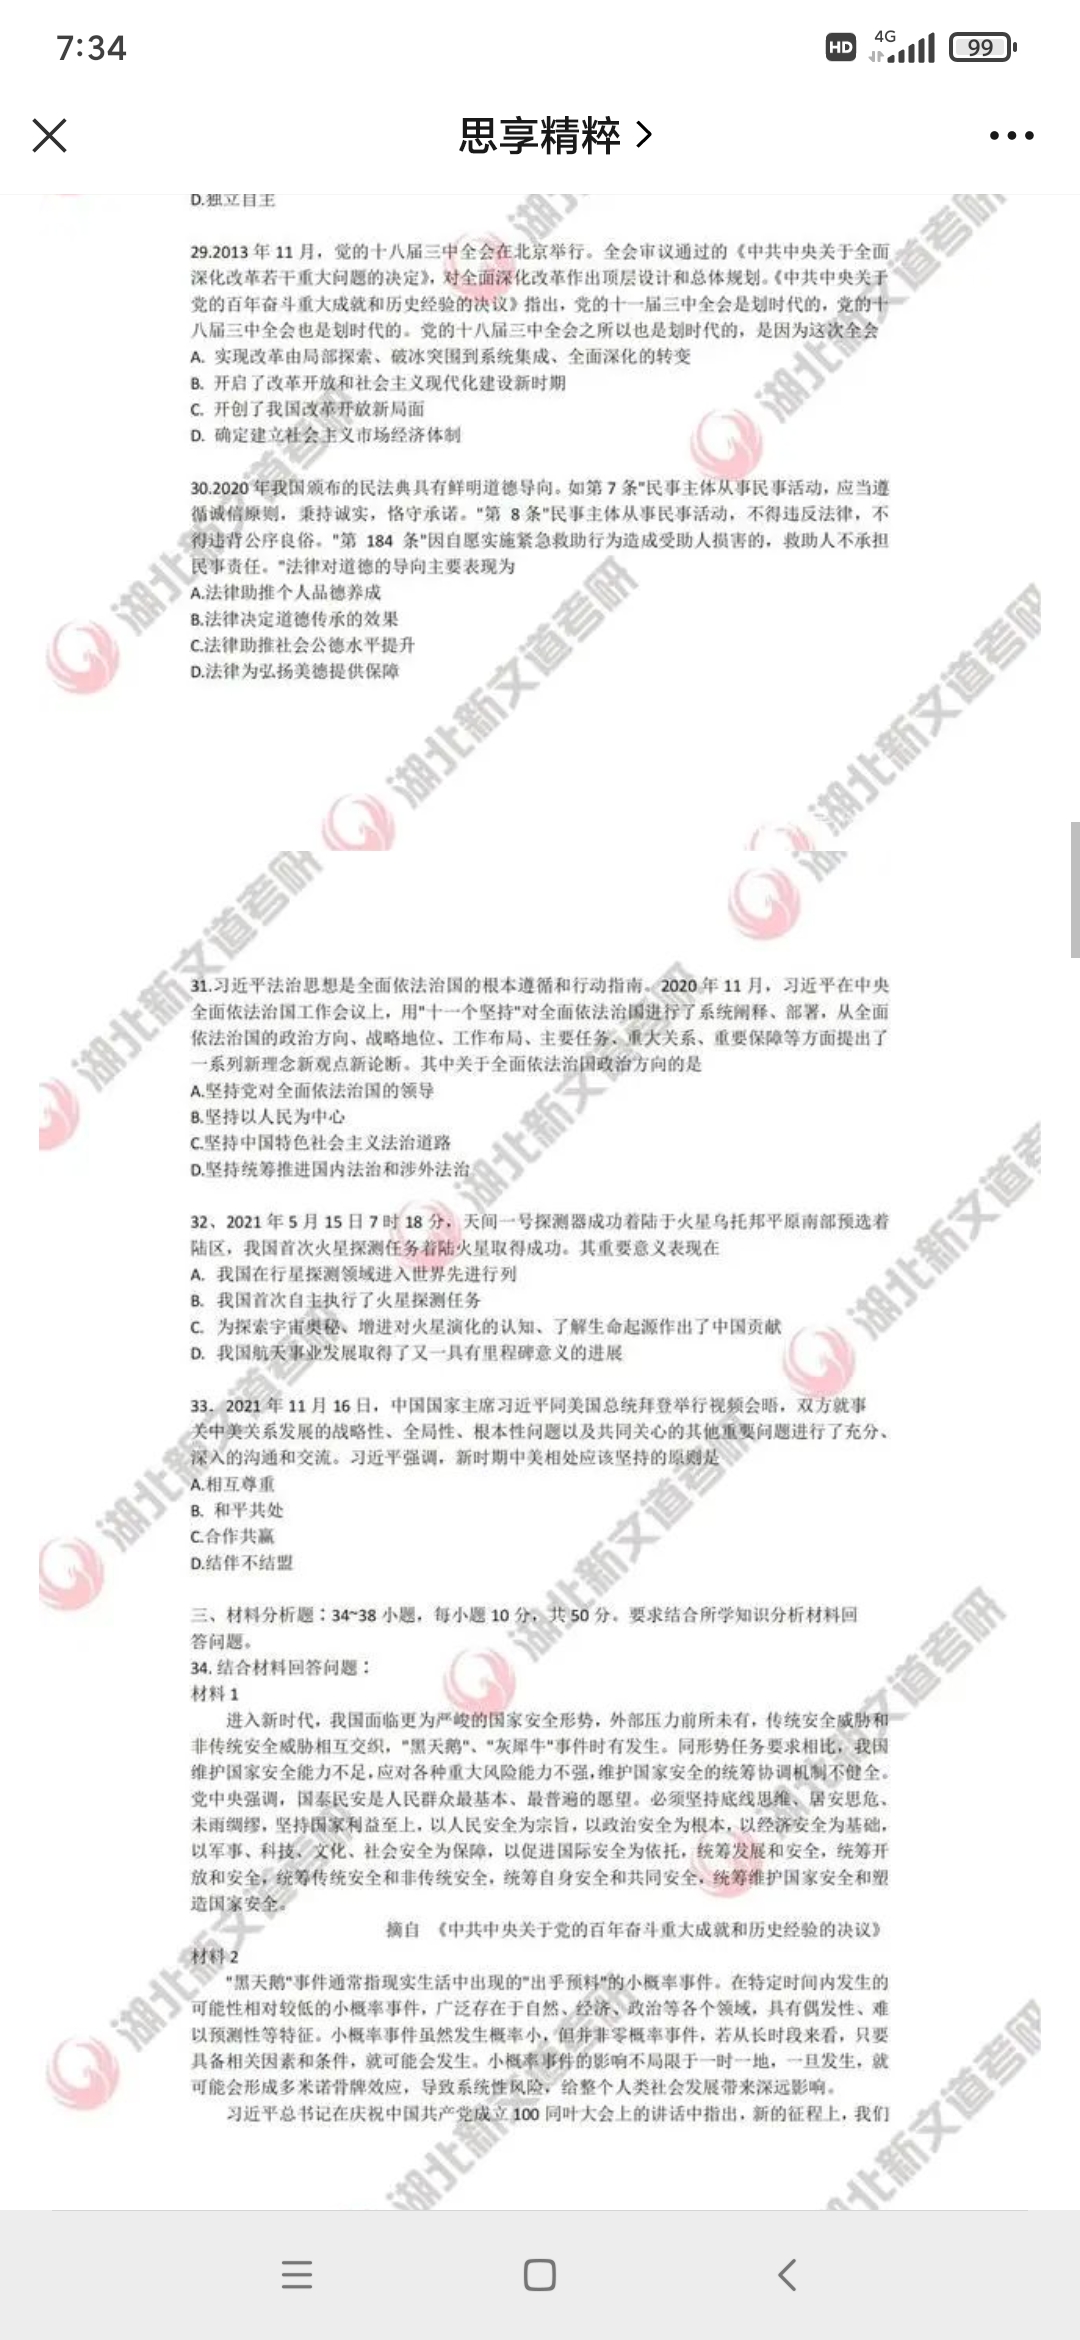 7:34
HD 4G 99
思享精粹
D.独立自主
29.2013 年 11 月，党的十八届三中全会在北京举行。全会审议通过的《中共中央关于全面
深化改革若干重大问题的决定》，对全面深化改革作出顶层设计和总体规划。《中共中央关于
党的百年奋斗重大成就和历史经验的决议》指出，党的十一届三中全会是划时代的，党的十
八届三中全会也是划时代的。党的十八届三中全会之所以也是划时代的，是因为这次全会
A. 实现改革由局部探索、破冰突围到系统集成、全面深化的转变
B. 开启了改革开放和社会主义现代化建设新时期
C. 开创了我国改革开放新局面
D. 确定建立社会主义市场经济体制
30.2020 年我国颁布的民法典具有鲜明道德导向。如第 7 条"民事主体从事民事活动，应当遵
循诚信原则，秉持诚实，恪守承诺。"第 8 条"民事主体从事民事活动，不得违反法律，不
得违背公序良俗。"第 184 条"因自愿实施紧急救助行为造成受助人损害的，救助人不承担
民事责任。"法律对道德的导向主要表现为
A.法律助推个人品德养成
B.法律决定道德传承的效果
C.法律助推社会公德水平提升
D.法律为弘扬美德提供保障
31.习近平法治思想是全面依法治国的根本遵循和行动指南。2020 年 11 月，习近平在中央
全面依法治国工作会议上，用"十一个坚持"对全面依法治国进行了系统阐释、部署，从全面
依法治国的政治方向、战略地位、工作布局、主要任务、重大关系、重要保障等方面提出了
一系列新理念新观点新论断。其中关于全面依法治国政治方向的是
A.坚持党对全面依法治国的领导
B.坚持以人民为中心
C.坚持中国特色社会主义法治道路
D.坚持统筹推进国内法治和涉外法治
32、2021 年 5 月 15 日 7 时 18 分，天间一号探测器成功着陆于火星乌托邦平原南部预选着
陆区，我国首次火星探测任务着陆火星取得成功。其重要意义表现在
A. 我国在行星探测领域进入世界先进行列
B. 我国首次自主执行了火星探测任务
C. 为探索宇宙奥秘、增进对火星演化的认知、了解生命起源作出了中国贡献
D. 我国航天事业发展取得了又一具有里程碑意义的进展
33. 2021 年 11 月 16 日，中国国家主席习近平同美国总统拜登举行视频会晤，双方就事
关中美关系发展的战略性、全局性、根本性问题以及共同关心的其他重要问题进行了充分、
深入的沟通和交流。习近平强调，新时期中美相处应该坚持的原则是
A.相互尊重
B. 和平共处
C.合作共赢
D.结伴不结盟
三、材料分析题：34~38 小题，每小题 10 分，共 50 分。要求结合所学知识分析材料回
答问题。
34. 结合材料回答问题：
材料 1
进入新时代，我国面临更为严峻的国家安全形势，外部压力前所未有，传统安全威胁和
非传统安全威胁相互交织，"黑天鹅"、"灰犀牛"事件时有发生。同形势任务要求相比，我国
维护国家安全能力不足，应对各种重大风险能力不强，维护国家安全的统筹协调机制不健全。
党中央强调，国泰民安是人民群众最基本、最普遍的愿望。必须坚持底线思维、居安思危、
未雨绸缪，坚持国家利益至上，以人民安全为宗旨，以政治安全为根本，以经济安全为基础，
以军事、科技、文化、社会安全为保障，以促进国际安全为依托，统筹发展和安全，统筹开
放和安全，统筹传统安全和非传统安全，统筹自身安全和共同安全，统筹维护国家安全和塑
造国家安全。
摘自 《中共中央关于党的百年奋斗重大成就和历史经验的决议》
材料 2
"黑天鹅"事件通常指现实生活中出现的"出乎预料"的小概率事件。在特定时间内发生的
可能性相对较低的小概率事件，广泛存在于自然、经济、政治等各个领域，具有偶发性、难
以预测性等特征。小概率事件虽然发生概率小，但并非零概率事件，若从长时段来看，只要
具备相关因素和条件，就可能会发生。小概率事件的影响不局限于一时一地，一旦发生，就
可能会形成多米诺骨牌效应，导致系统性风险，给整个人类社会发展带来深远影响。
习近平总书记在庆祝中国共产党成立 100 同叶大会上的讲话中指出，新的征程上，我们